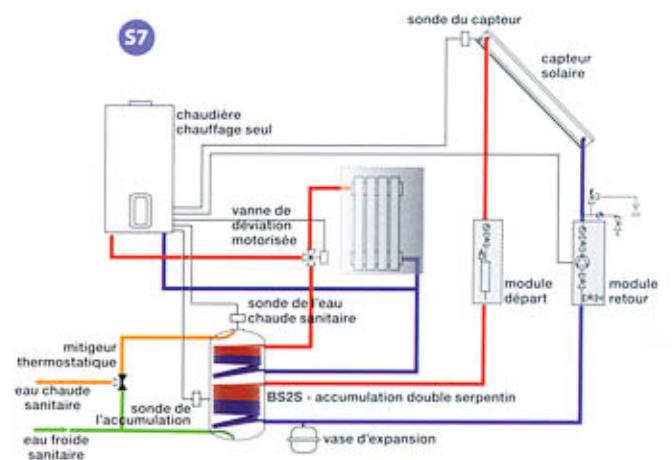 S7
sonde du capteur
capteur
solaire
chaudière
chauffage seul
vanne de
déviation
motorisée
module
départ
module
retour
sonde de l'eau
chaude sanitaire
mitigeur
thermostatique
eau chaude
sanitaire
BS2S - accumulation double serpentin
sonde de
l'accumulation
eau froide
sanitaire
vase d'expansion